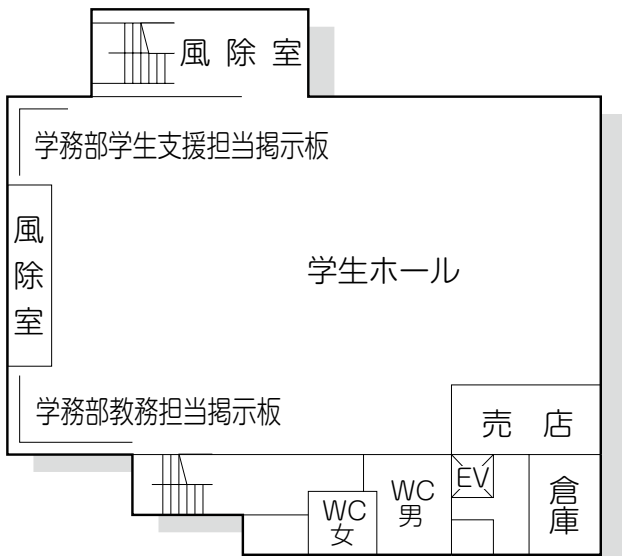 風除室
学務部学生支援担当掲示板
風除室
学生ホール
学務部教務担当掲示板
売店
EV
WC
男
WC
女
倉庫